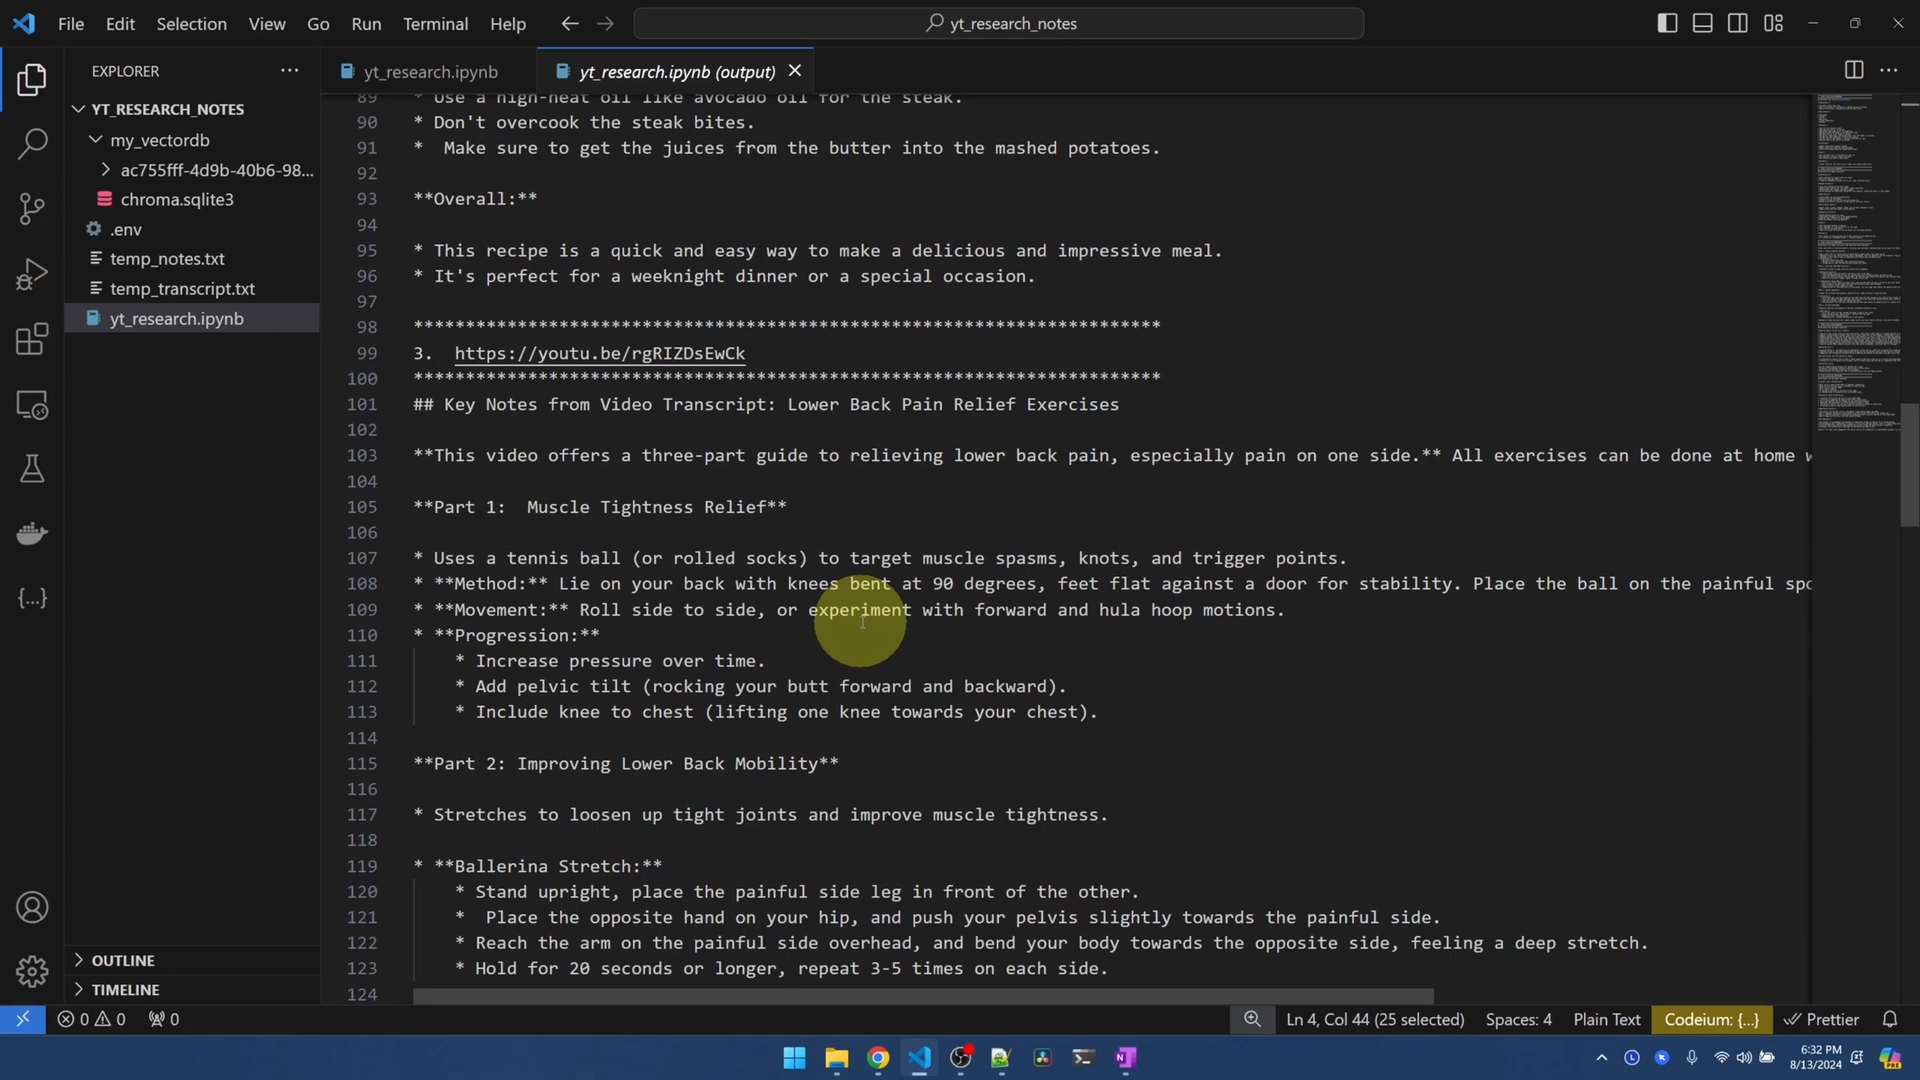 File Edit Selection View Go Run Terminal Help
yt_research_notes
EXPLORER
YT_RESEARCH_NOTES
my_vectordb
ac755fff-4d9b-40b6-98...
chroma.sqlite3
.env
temp_notes.txt
temp_transcript.txt
yt_research.ipynb
OUTLINE
TIMELINE
yt_research.ipynb
yt_research.ipynb (output)
89 * Use a high-heat oil like avocado oil for the steak.
90 * Don't overcook the steak bites.
91 *  Make sure to get the juices from the butter into the mashed potatoes.
92
93 **Overall:**
94
95 * This recipe is a quick and easy way to make a delicious and impressive meal.
96 * It's perfect for a weeknight dinner or a special occasion.
97
98 ************************************************************************
99 3.  https://youtu.be/rgRIZDsEwCk
100 ************************************************************************
101 ## Key Notes from Video Transcript: Lower Back Pain Relief Exercises
102
103 **This video offers a three-part guide to relieving lower back pain, especially pain on one side.** All exercises can be done at home w
104
105 **Part 1:  Muscle Tightness Relief**
106
107 * Uses a tennis ball (or rolled socks) to target muscle spasms, knots, and trigger points.
108 * **Method:** Lie on your back with knees bent at 90 degrees, feet flat against a door for stability. Place the ball on the painful spo
109 * **Movement:** Roll side to side, or experiment with forward and hula hoop motions.
110 * **Progression:**
111     * Increase pressure over time.
112     * Add pelvic tilt (rocking your butt forward and backward).
113     * Include knee to chest (lifting one knee towards your chest).
114
115 **Part 2: Improving Lower Back Mobility**
116
117 * Stretches to loosen up tight joints and improve muscle tightness.
118
119 * **Ballerina Stretch:**
120     * Stand upright, place the painful side leg in front of the other.
121     *  Place the opposite hand on your hip, and push your pelvis slightly towards the painful side.
122     * Reach the arm on the painful side overhead, and bend your body towards the opposite side, feeling a deep stretch.
123     * Hold for 20 seconds or longer, repeat 3-5 times on each side.
124
0 0 0
Ln 4, Col 44 (25 selected) Spaces: 4 Plain Text Codeium: {...} Prettier
6:32 PM
8/13/2024
PRE